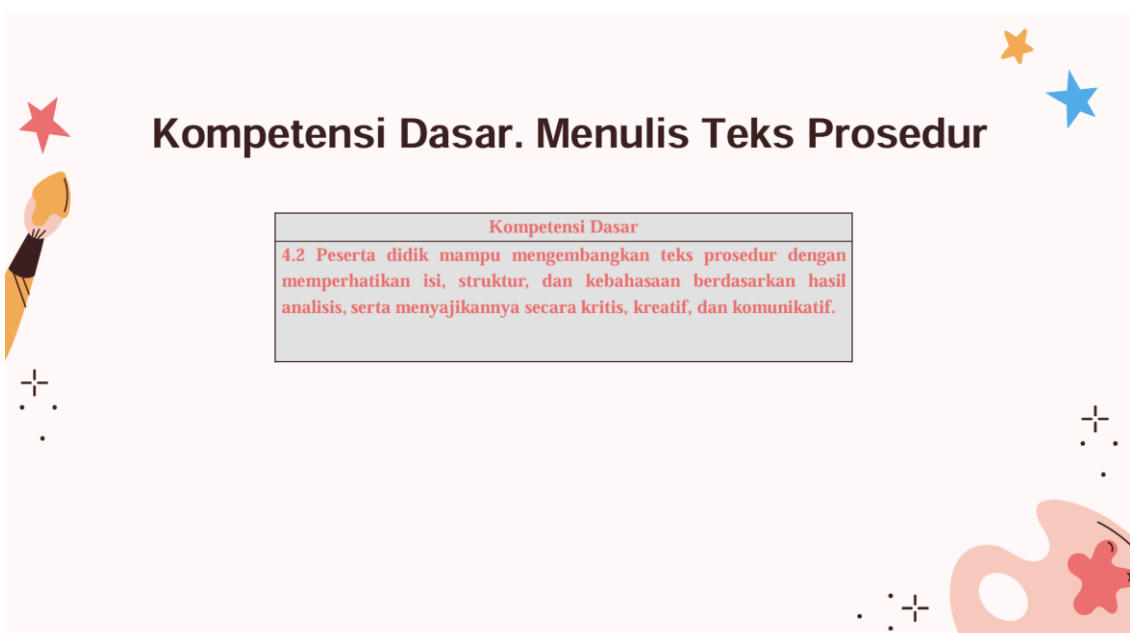 Kompetensi Dasar. Menulis Teks Prosedur
Kompetensi Dasar
4.2 Peserta didik mampu mengembangkan teks prosedur dengan
memperhatikan isi, struktur, dan kebahasaan berdasarkan hasil
analisis, serta menyajikannya secara kritis, kreatif, dan komunikatif.